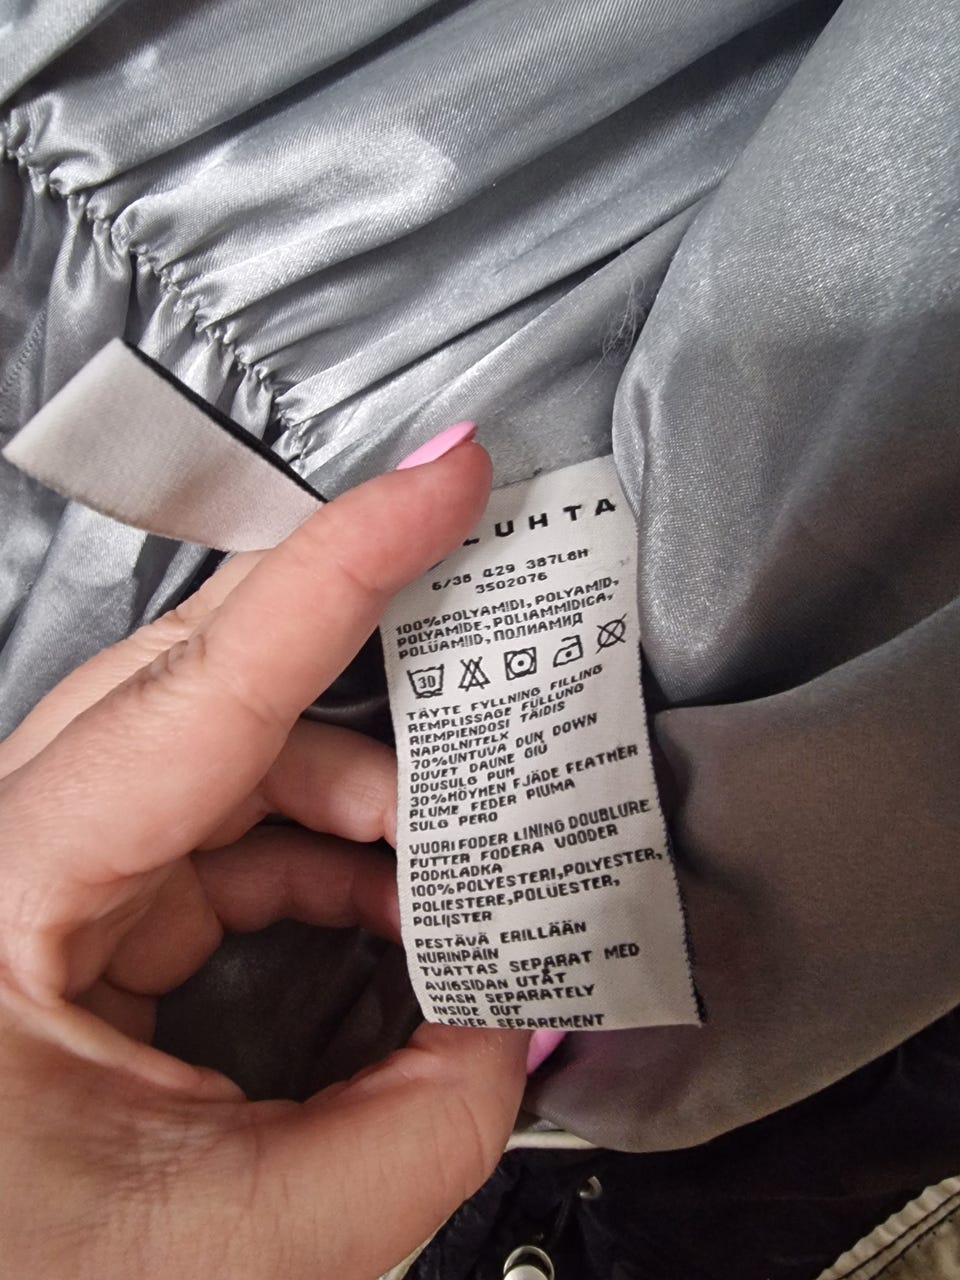 LUHTA
6/36 Q29 387L8H
3502076
100%POLYAMIDI, POLYAMID,
POLYAMIDE, POLIAMMIDICA,
POLÜAMIID, ПОЛИАМИД
30
TÄYTE FYLLNING FILLING
REMPLISSAGE FÜLLUNG
RIEMPIENDOSI TÄIDIS
NAPOLNITELX
70%UNTUVA DUN DOWN
DUVET DAUNE GIÙ
UDUSULG PUH
30%HÖYHEN FJÄDE FEATHER
PLUME FEDER PIUMA
SULG PERO
VUORI FODER LINING DOUBLURE
FUTTER FODERA VOODER
PODKLADKA
100%POLYESTERI, POLYESTER,
POLIESTERE, POLÜESTER,
POLIJSTER
PESTÄVÄ ERILLÄÄN
NURINPÄIN
TVÄTTAS SEPARAT MED
AVIGSIDAN UTÅT
WASH SEPARATELY
INSIDE OUT
LAVER SEPAREMENT